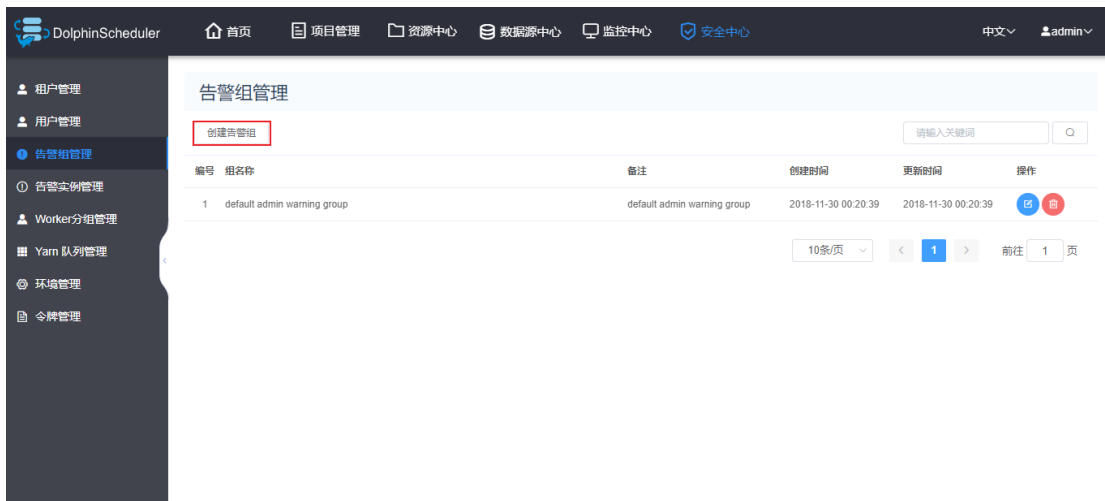 DolphinScheduler 首页 项目管理 资源中心 数据源中心 监控中心 安全中心 中文 admin
租户管理
用户管理
告警组管理
告警实例管理
Worker分组管理
Yarn 队列管理
环境管理
令牌管理
告警组管理
创建告警组 请输入关键词
编号 组名称 备注 创建时间 更新时间 操作
1 default admin warning group default admin warning group 2018-11-30 00:20:39 2018-11-30 00:20:39
10条/页 < 1 > 前往 1 页